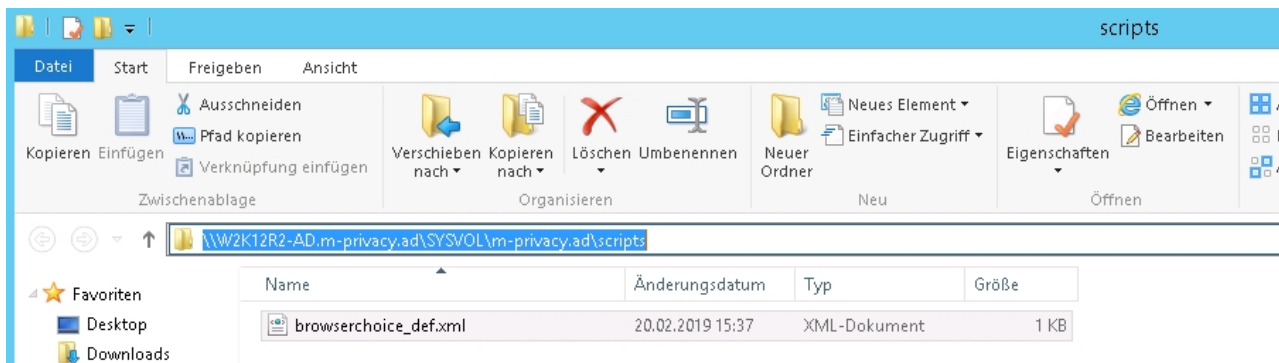 scripts
Datei Start Freigeben Ansicht
Kopieren Einfügen Ausschneiden
Pfad kopieren
Verknüpfung einfügen
Verschieben nach Kopieren nach Löschen Umbenennen
Neuer Ordner Neues Element
Einfacher Zugriff
Eigenschaften Öffnen
Bearbeiten
Zwischenablage Organisieren Neu Öffnen
\\W2K12R2-AD.m-privacy.ad\SYSVOL\m-privacy.ad\scripts
Name Änderungsdatum Typ Größe
Favoriten
browserchoice_def.xml 20.02.2019 15:37 XML-Dokument 1 KB
Desktop
Downloads